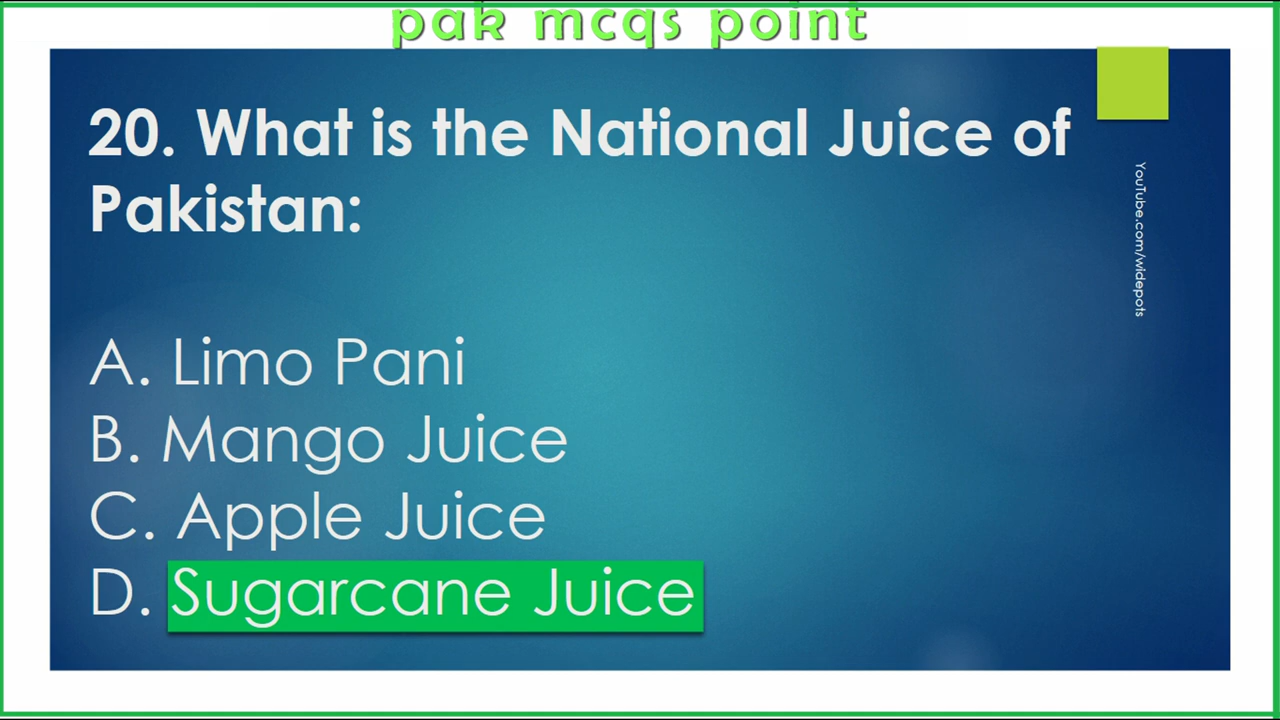 pak mcqs point
20. What is the National Juice of
Pakistan:
YouTube.com/widepots
A. Limo Pani
B. Mango Juice
C. Apple Juice
D. Sugarcane Juice